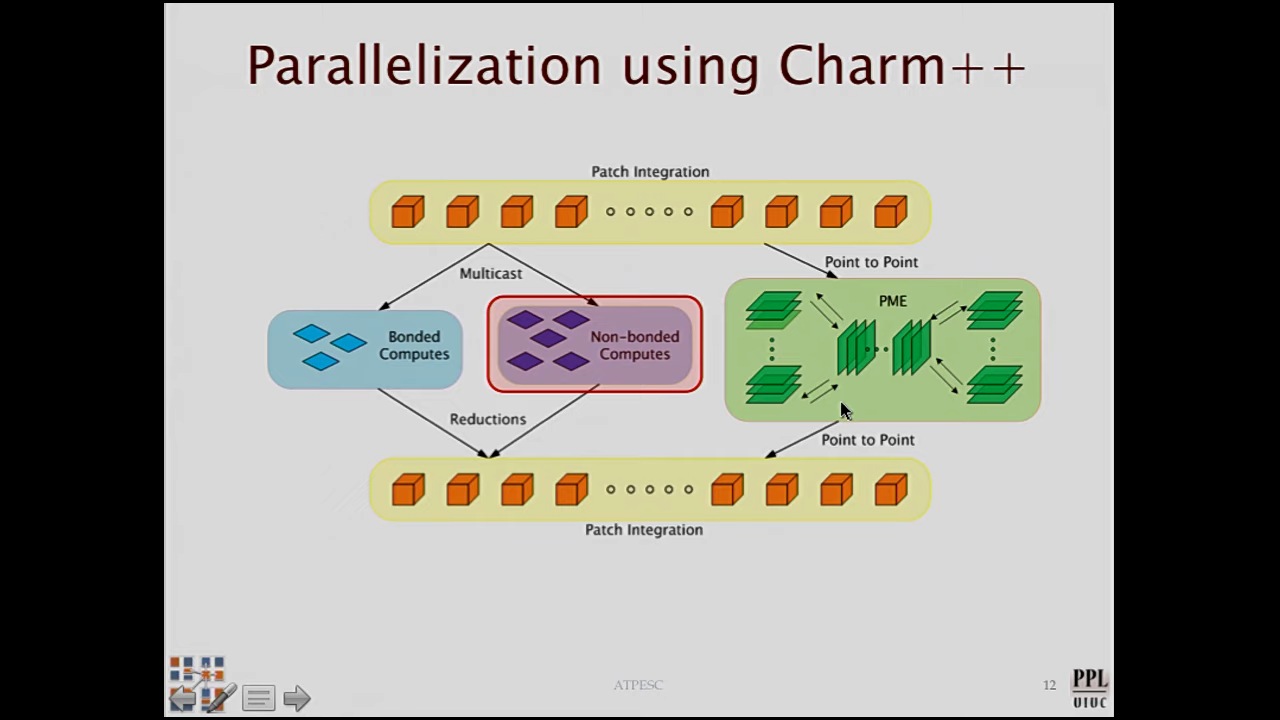 Parallelization using Charm++
Patch Integration
Multicast
Point to Point
Bonded
Computes
Non-bonded
Computes
PME
Reductions
Point to Point
Patch Integration
ATPESC
12
PPL
UIUC